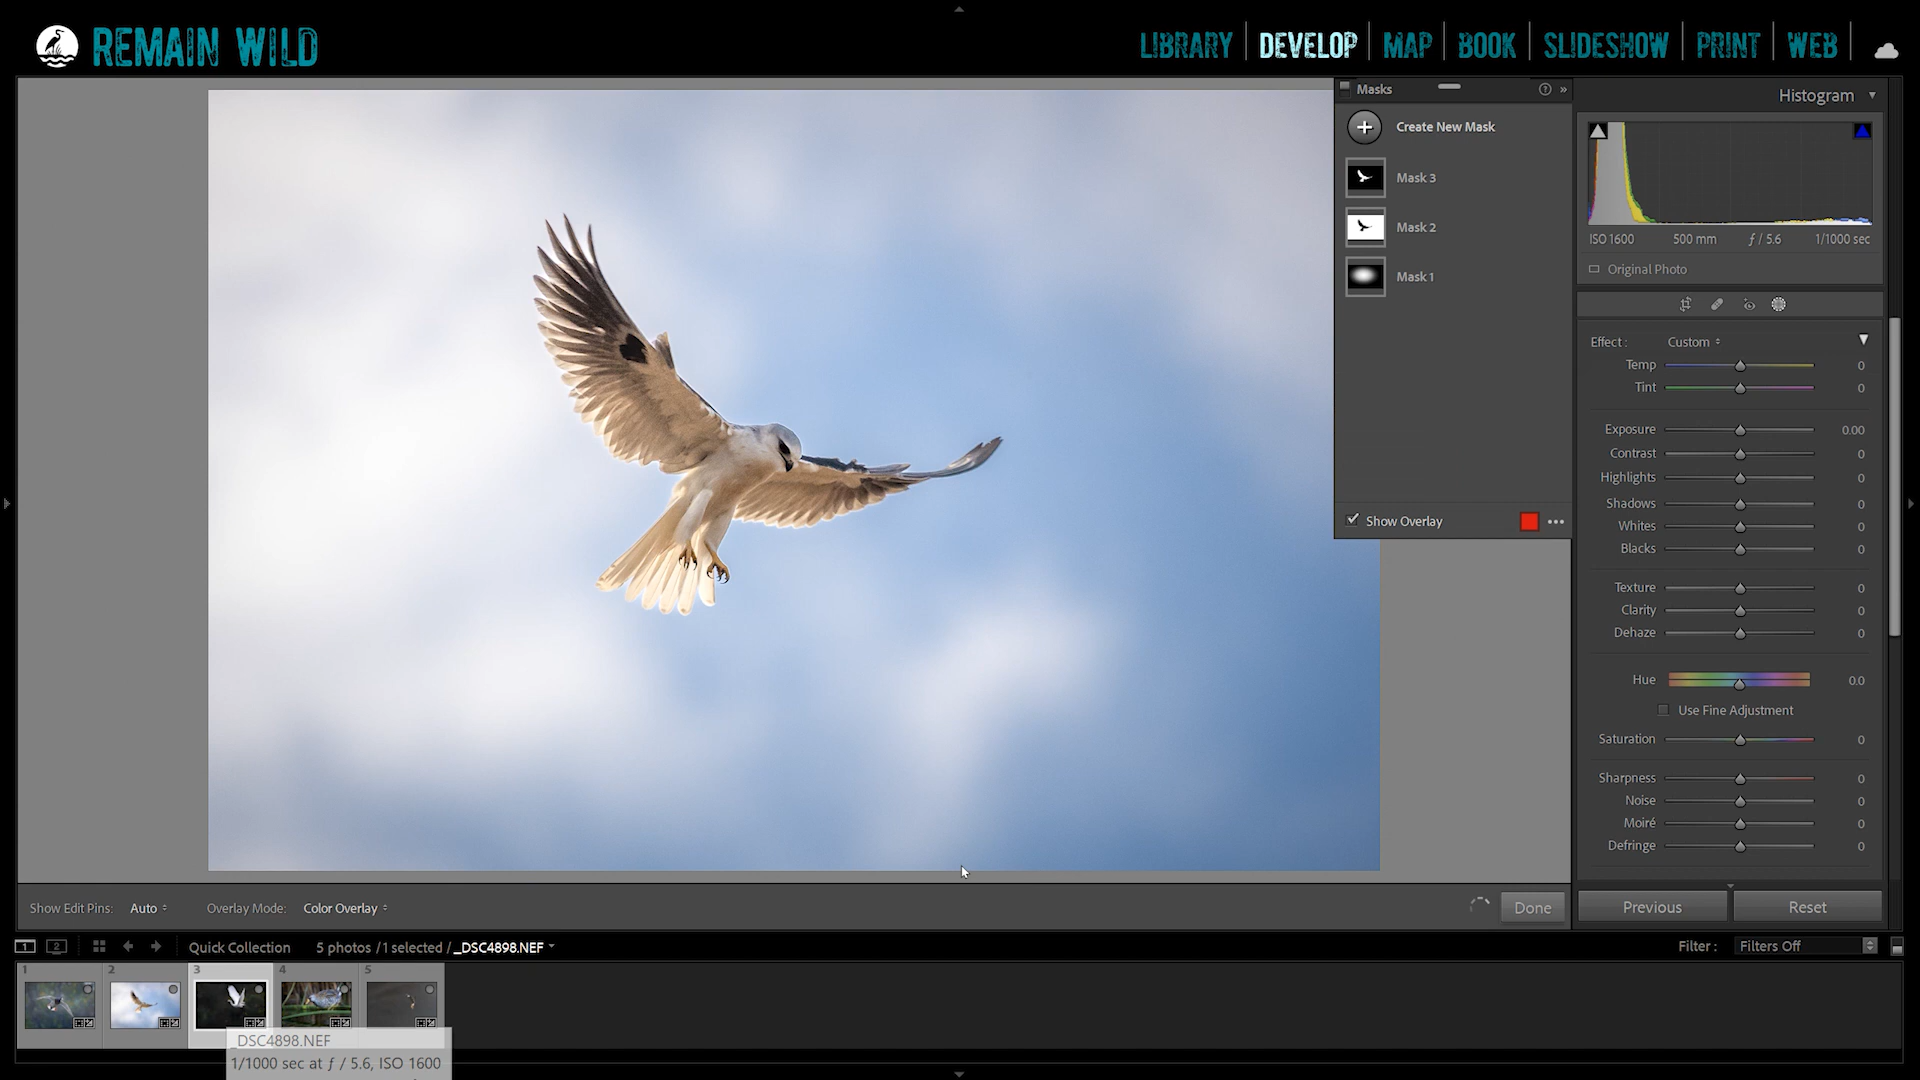 REMAIN WILD
LIBRARY DEVELOP MAP BOOK SLIDESHOW PRINT WEB
Masks
Create New Mask
Mask 3
Mask 2
Mask 1
Show Overlay
Histogram
ISO 1600 500 mm ƒ / 5.6 1/1000 sec
Original Photo
Effect : Custom
Temp 0
Tint 0
Exposure 0.00
Contrast 0
Highlights 0
Shadows 0
Whites 0
Blacks 0
Texture 0
Clarity 0
Dehaze 0
Hue 0.0
Use Fine Adjustment
Saturation 0
Sharpness 0
Noise 0
Moiré 0
Defringe 0
Show Edit Pins: Auto Overlay Mode: Color Overlay Done Previous Reset
1 2 Quick Collection 5 photos / 1 selected / _DSC4898.NEF Filter : Filters Off
1 2 3 4 5
_DSC4898.NEF
1/1000 sec at ƒ / 5.6, ISO 1600